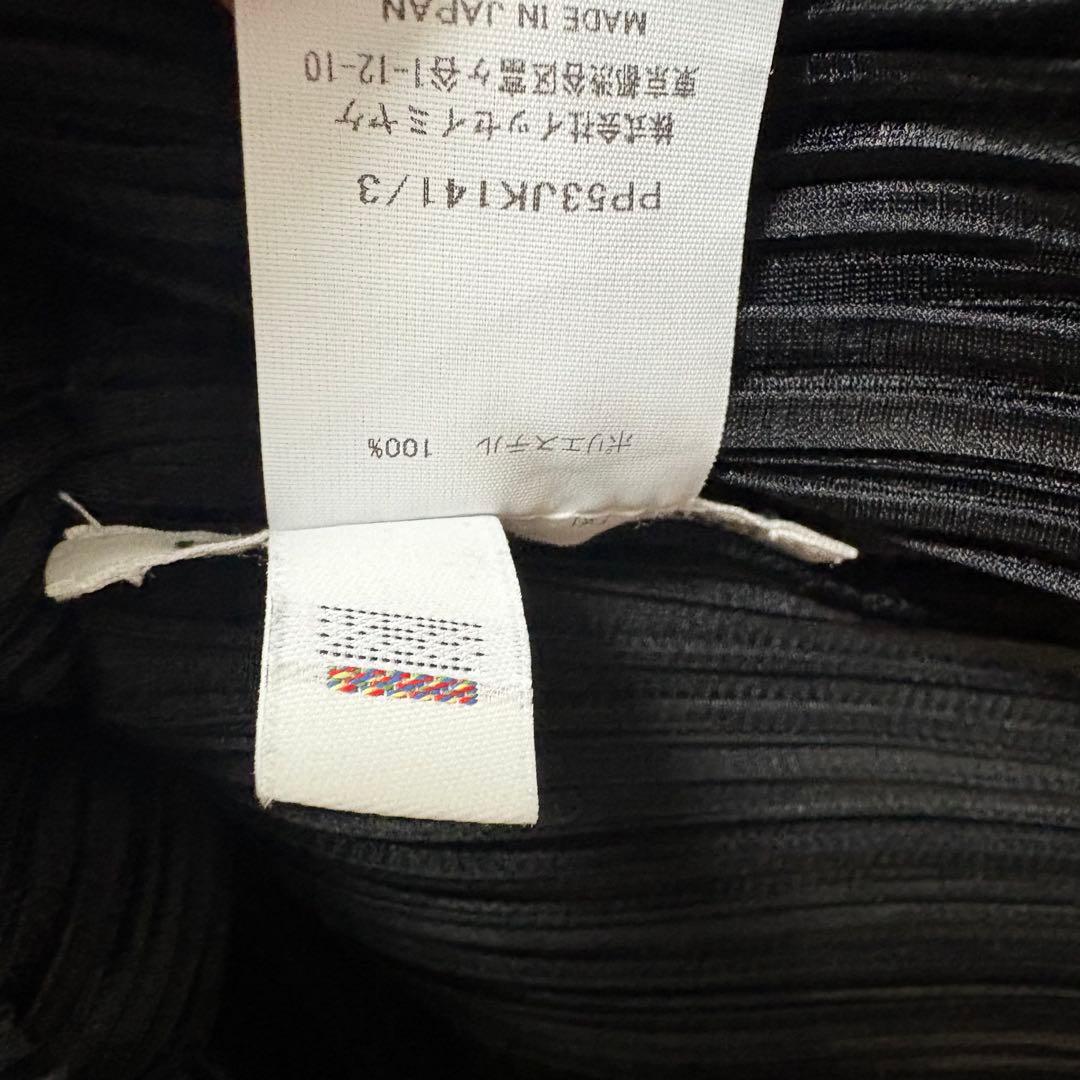 ポリエステル 100%
PP53JK141/3
株式会社イッセイミヤケ
東京都渋谷区富ヶ谷1-12-10
MADE IN JAPAN